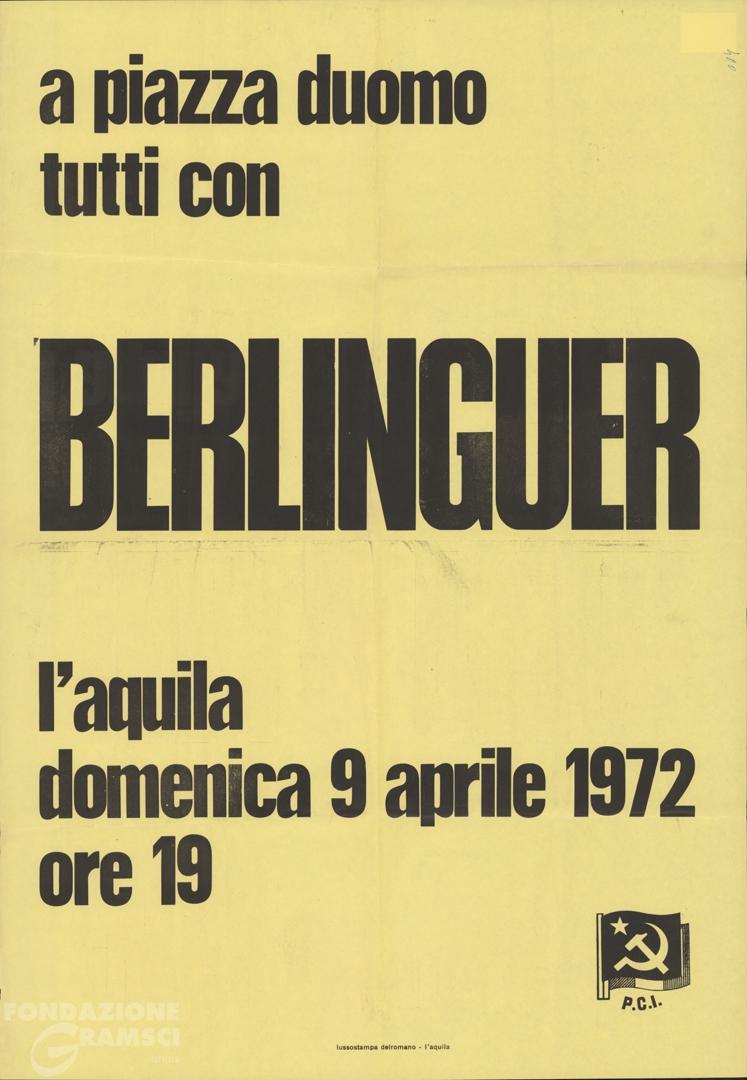 a piazza duomo
tutti con
BERLINGUER
l'aquila
domenica 9 aprile 1972
ore 19
P.C.I.
FONDAZIONE
GRAMSCI
lussostampa delromano - l'aquila